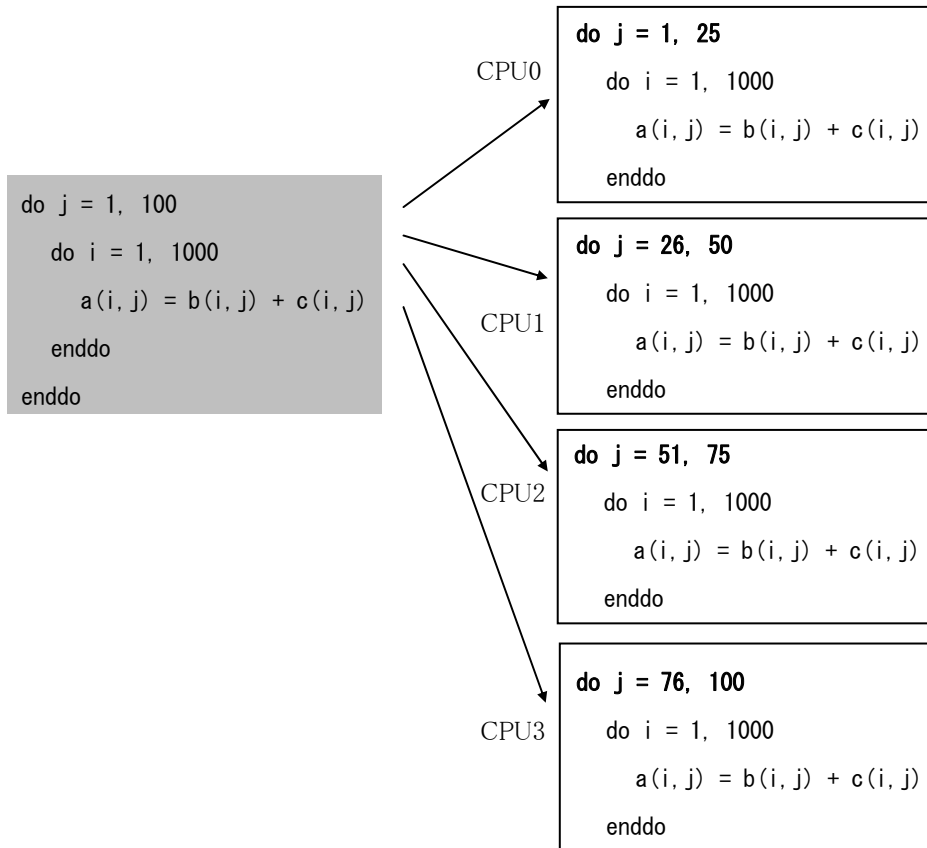 do j = 1, 100
do i = 1, 1000
a(i,j) = b(i,j) + c(i,j)
enddo
enddo
CPU0
do j = 1, 25
do i = 1, 1000
a(i,j) = b(i,j) + c(i,j)
enddo
CPU1
do j = 26, 50
do i = 1, 1000
a(i,j) = b(i,j) + c(i,j)
enddo
CPU2
do j = 51, 75
do i = 1, 1000
a(i,j) = b(i,j) + c(i,j)
enddo
CPU3
do j = 76, 100
do i = 1, 1000
a(i,j) = b(i,j) + c(i,j)
enddo